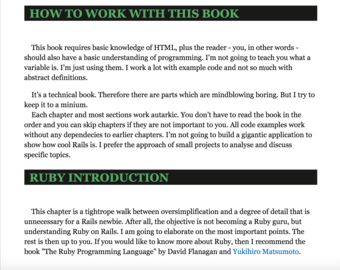 HOW TO WORK WITH THIS BOOK
This book requires basic knowledge of HTML, plus the reader - you, in other words -
should also have a basic understanding of programming. I'm not going to teach you what a
variable is. I'm just using them. I work a lot with example code and not so much with
abstract definitions.
It's a technical book. Therefore there are parts which are mindblowing boring. But I try to
keep it to a minium.
Each chapter and most sections work autarkic. You don't have to read the book in the
order and you can skip chapters if they are not important to you. All code examples work
without any dependecies to earlier chapters. I'm not going to build a gigantic application to
show how cool Rails is. I prefer the approach of small projects to analyse and discuss
specific topics.
RUBY INTRODUCTION
This chapter is a tightrope walk between oversimplification and a degree of detail that is
unnecessary for a Rails newbie. After all, the objective is not becoming a Ruby guru, but
understanding Ruby on Rails. I am going to elaborate on the most important points. The
rest is then up to you. If you would like to know more about Ruby, then I recommend the
book "The Ruby Programming Language" by David Flanagan and Yukihiro Matsumoto.